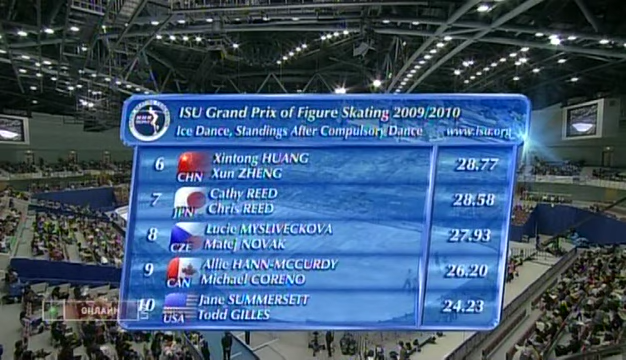 ISU Grand Prix of Figure Skating 2009/2010
Ice Dance, Standings After Compulsory Dance www.isu.org
6 CHN Xintong HUANG 28.77
Xun ZHENG
7 JPN Cathy REED 28.58
Chris REED
8 CZE Lucie MYSLIVECKOVA 27.93
Matej NOVAK
9 CAN Allie HANN-MCCURDY 26.20
Michael CORENO
10 USA Jane SUMMERSETT 24.23
Todd GILLES
ОНЛАЙН